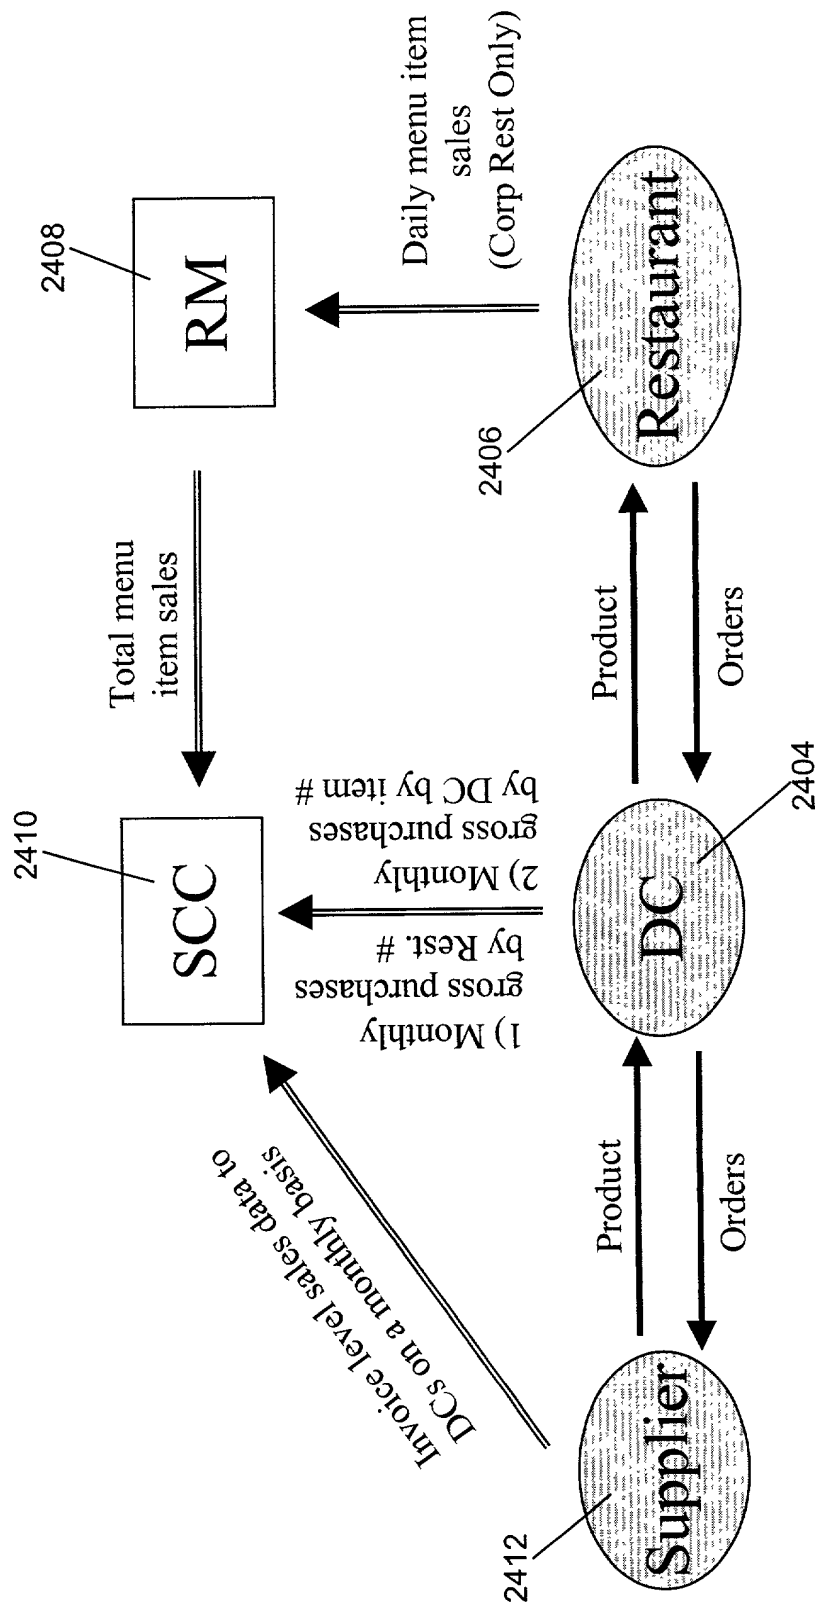 2410
SCC
Total menu
item sales
2408
RM
Invoice level sales data to
DCs on a monthly basis
1) Monthly
gross purchases
by Rest. #
2) Monthly
gross purchases
by DC by item #
Daily menu item
sales
(Corp Rest Only)
2412
Supplier
Product
Orders
DC
2404
Product
Orders
2406
Restaurant